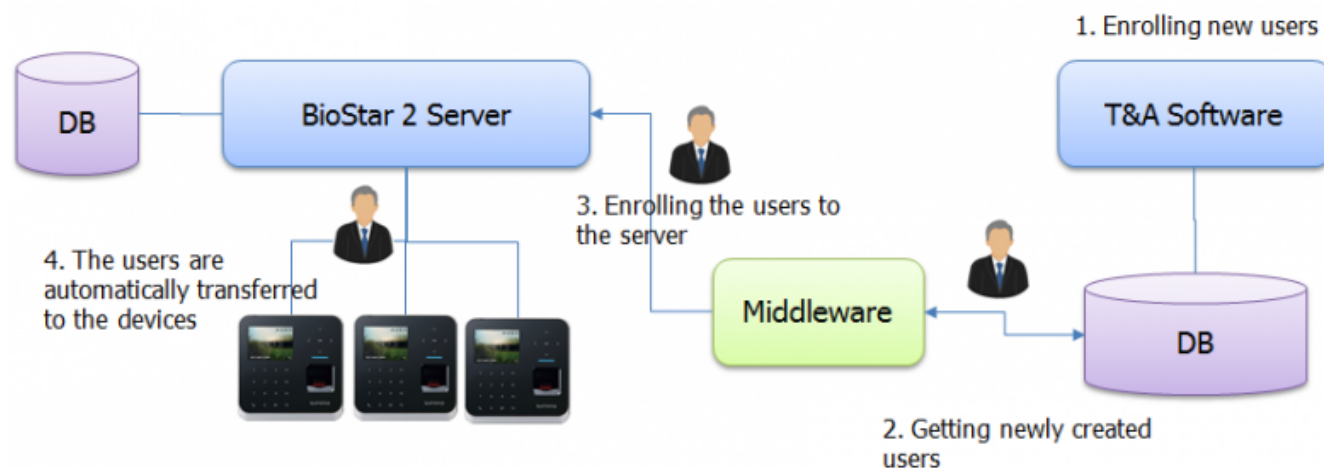 1. Enrolling new users
DB
BioStar 2 Server
T&A Software
3. Enrolling the users to
the server
4. The users are
automatically transferred
to the devices
Middleware
DB
2. Getting newly created
users